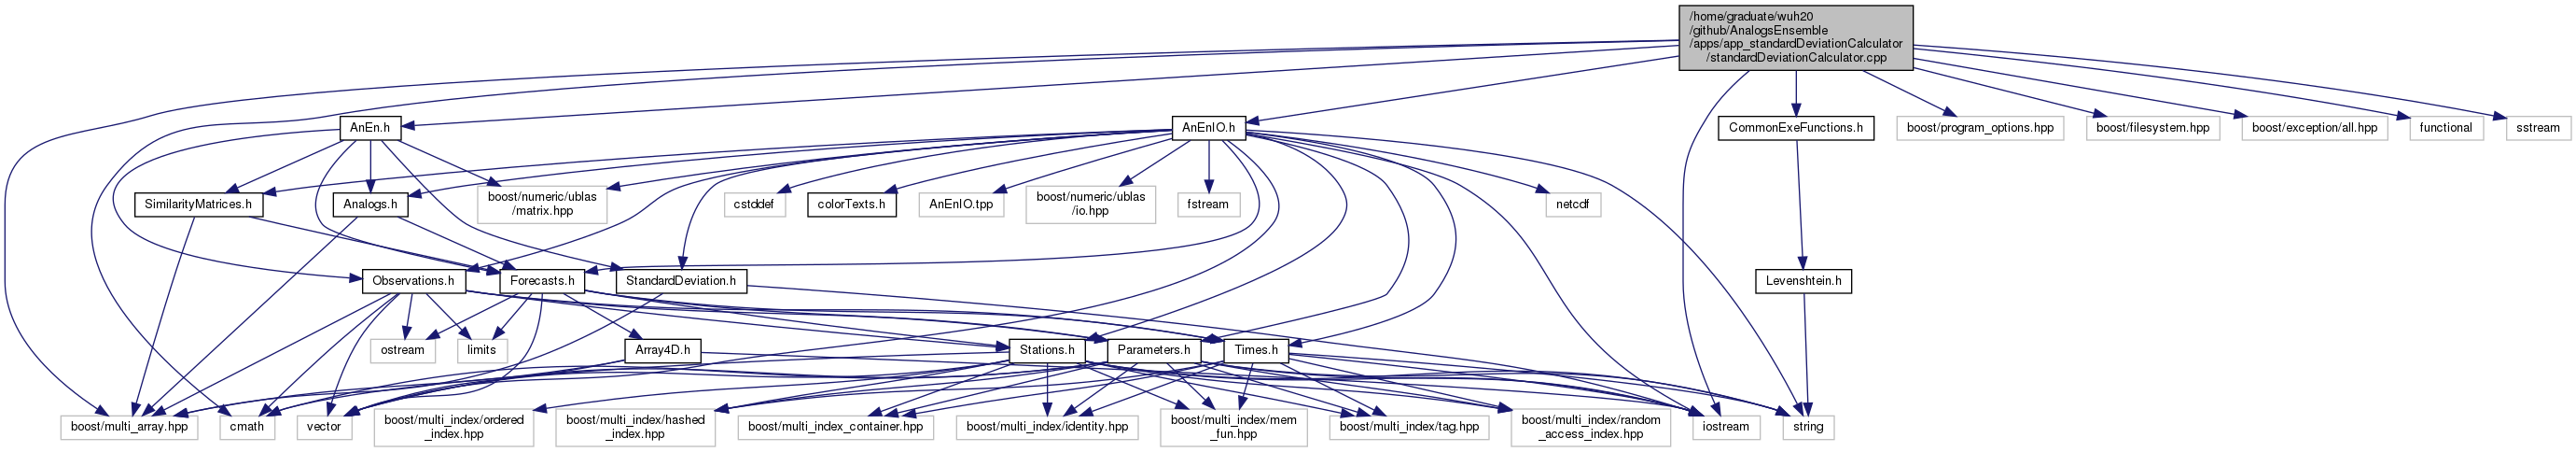 /home/graduate/wuh20
/github/AnalogsEnsemble
/apps/app_standardDeviationCalculator
/standardDeviationCalculator.cpp
AnEn.h
AnEnIO.h
CommonExeFunctions.h
boost/program_options.hpp
boost/filesystem.hpp
boost/exception/all.hpp
functional
sstream
SimilarityMatrices.h
Analogs.h
boost/numeric/ublas
/matrix.hpp
cstddef
colorTexts.h
AnEnIO.tpp
boost/numeric/ublas
/io.hpp
fstream
netcdf
Observations.h
Forecasts.h
StandardDeviation.h
Levenshtein.h
ostream
limits
Array4D.h
Stations.h
Parameters.h
Times.h
boost/multi_array.hpp
cmath
vector
boost/multi_index/ordered
_index.hpp
boost/multi_index/hashed
_index.hpp
boost/multi_index_container.hpp
boost/multi_index/identity.hpp
boost/multi_index/mem
_fun.hpp
boost/multi_index/tag.hpp
boost/multi_index/random
_access_index.hpp
iostream
string